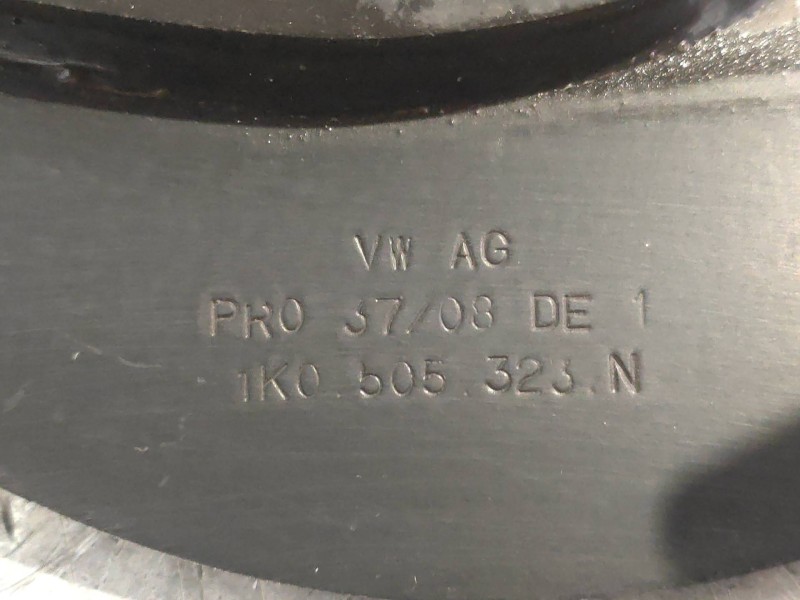 VW AG
PRO 37/08 DE 1
1K0.505.323.N